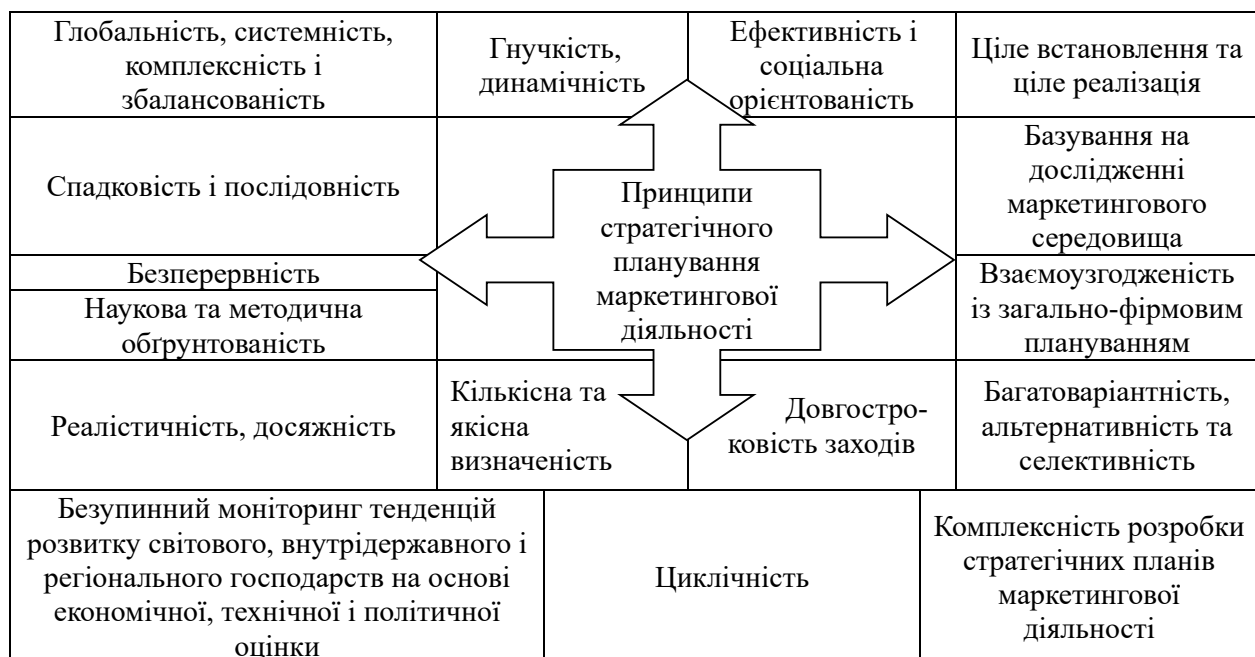 Глобальність, системність,
комплексність і
збалансованість
Гнучкість,
динамічність
Ефективність і
соціальна
орієнтованість
Ціле встановлення та
ціле реалізація
Спадковість і послідовність
Принципи
стратегічного
планування
маркетингової
діяльності
Базування на
дослідженні
маркетингового
середовища
Безперервність
Наукова та методична
обґрунтованість
Взаємоузгодженість
із загально-фірмовим
плануванням
Реалістичність, досяжність
Кількісна та
якісна
визначеність
Довгостро-
ковість заходів
Багатоваріантність,
альтернативність та
селективність
Безупинний моніторинг тенденцій
розвитку світового, внутрідержавного і
регіонального господарств на основі
економічної, технічної і політичної
оцінки
Циклічність
Комплексність розробки
стратегічних планів
маркетингової
діяльності